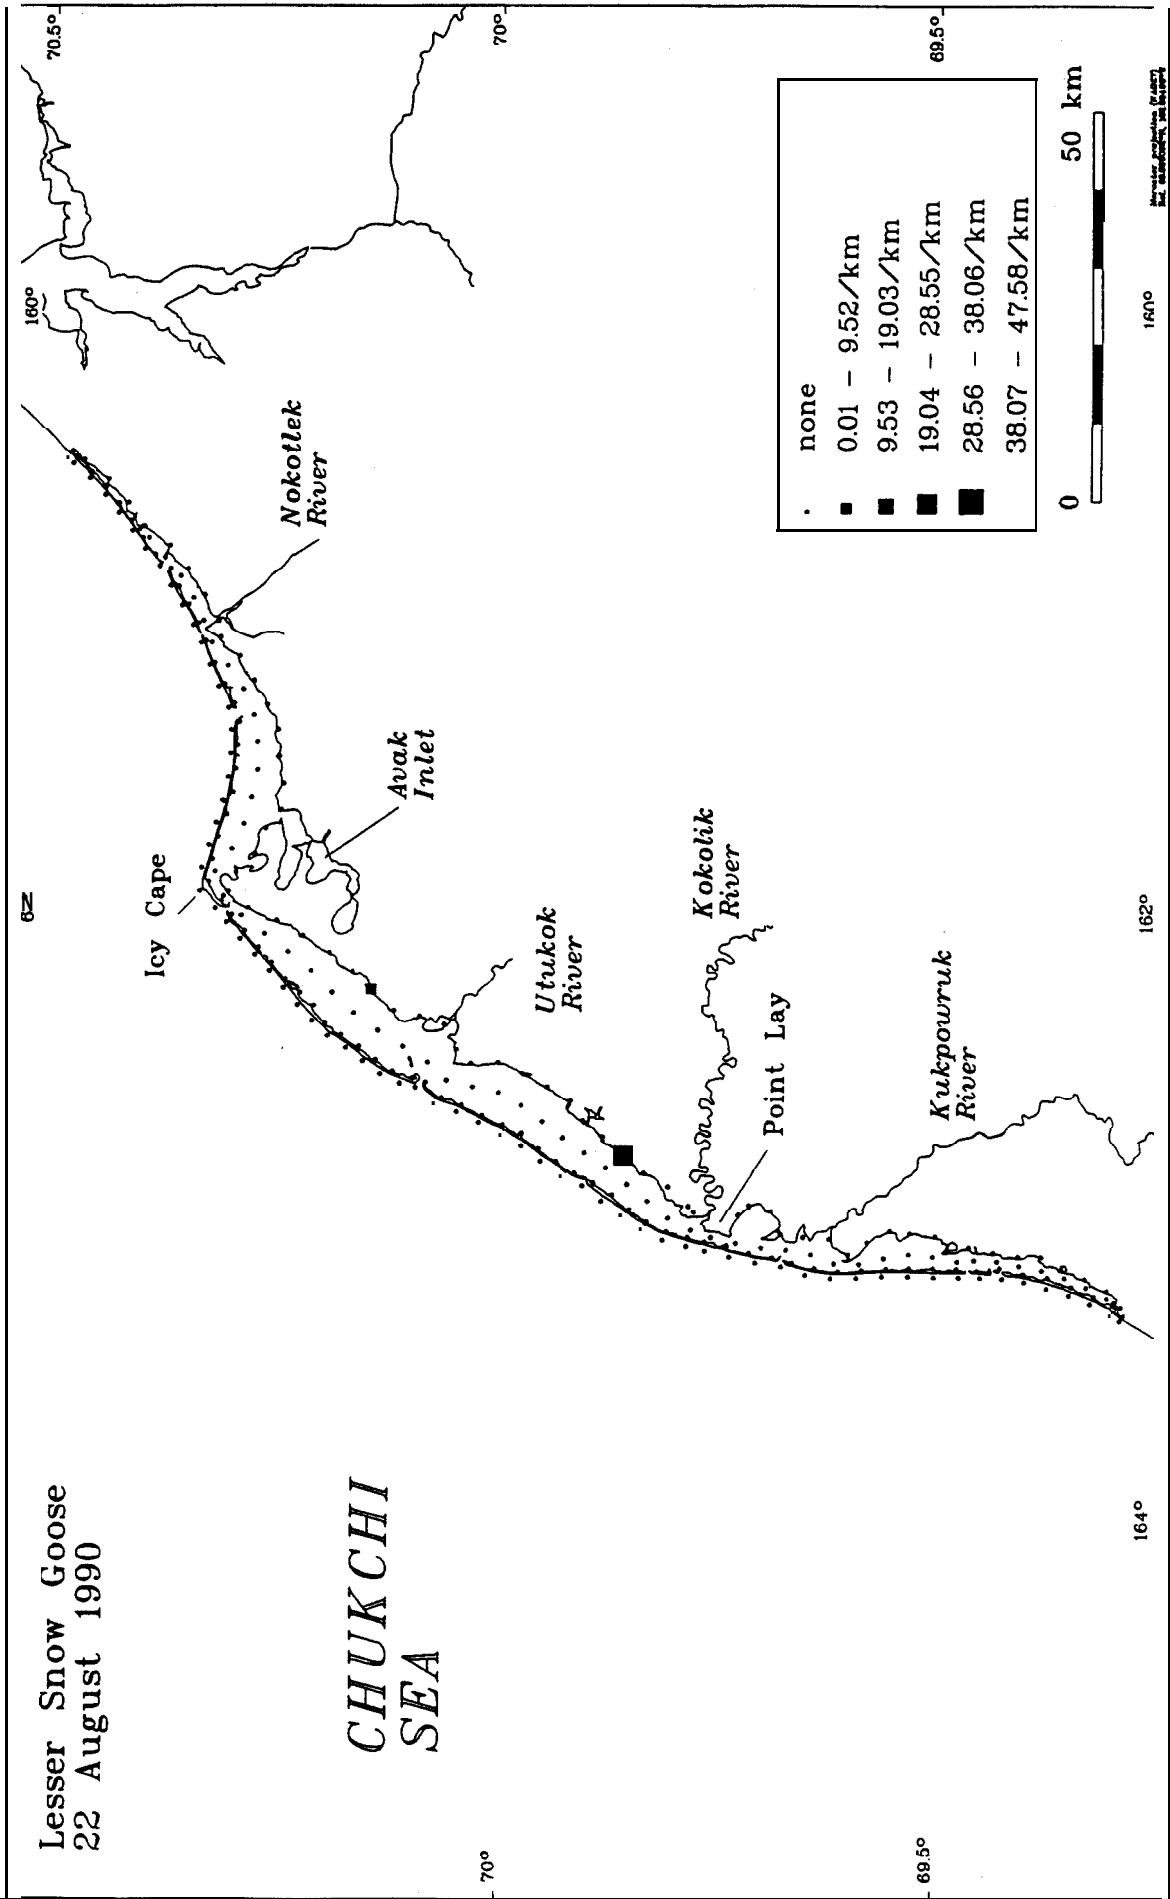 Lesser Snow Goose
22 August 1990
CHUKCHI
SEA
Icy Cape
Nokotlek
River
Avak
Inlet
Utukok
River
Kokolik
River
Point Lay
Kukpowruk
River
none
0.01 – 9.52/km
9.53 – 19.03/km
19.04 – 28.55/km
28.56 – 38.06/km
38.07 – 47.58/km
0
50 km
70.5°
70°
69.5°
160°
160°
162°
164°
70°
69.5°